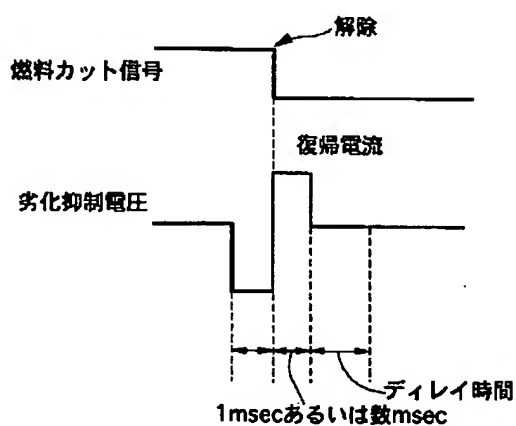 解除
燃料カット信号
復帰電流
劣化抑制電圧
ディレイ時間
1msecあるいは数msec